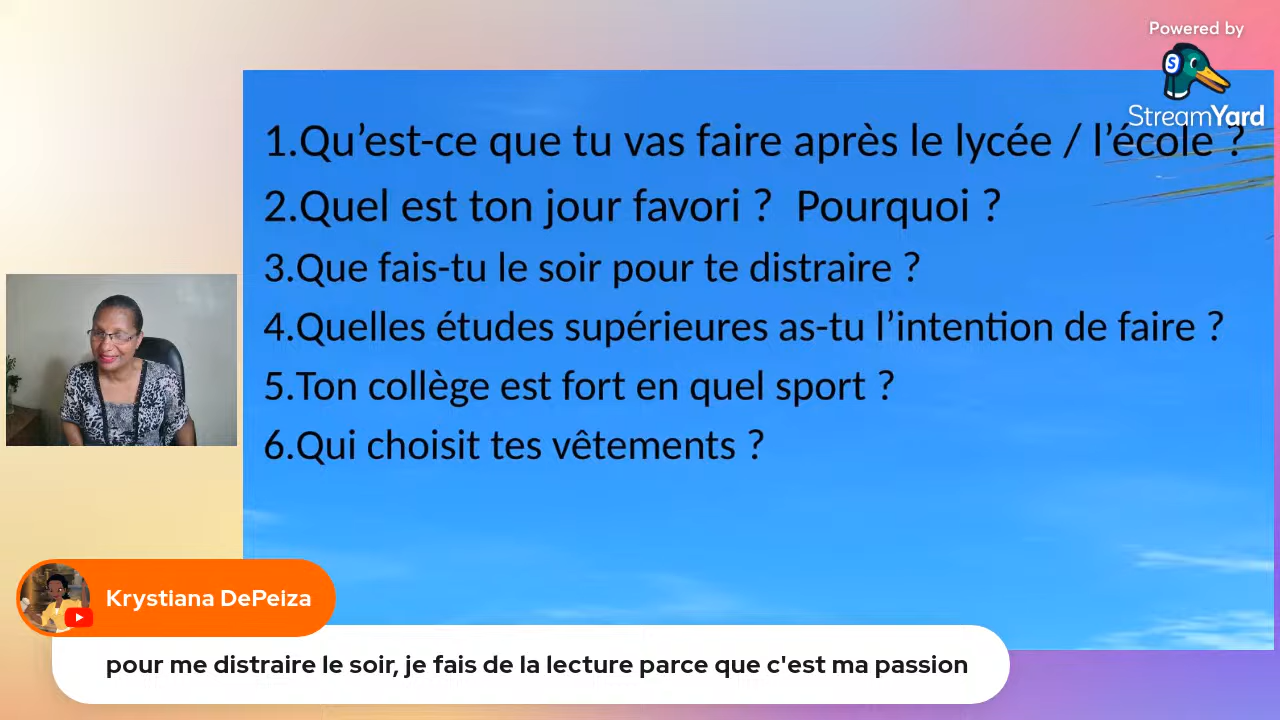 Powered by
StreamYard
1.Qu’est-ce que tu vas faire après le lycée / l’école ?
2.Quel est ton jour favori ?  Pourquoi ?
3.Que fais-tu le soir pour te distraire ?
4.Quelles études supérieures as-tu l’intention de faire ?
5.Ton collège est fort en quel sport ?
6.Qui choisit tes vêtements ?
Krystiana DePeiza
pour me distraire le soir, je fais de la lecture parce que c'est ma passion